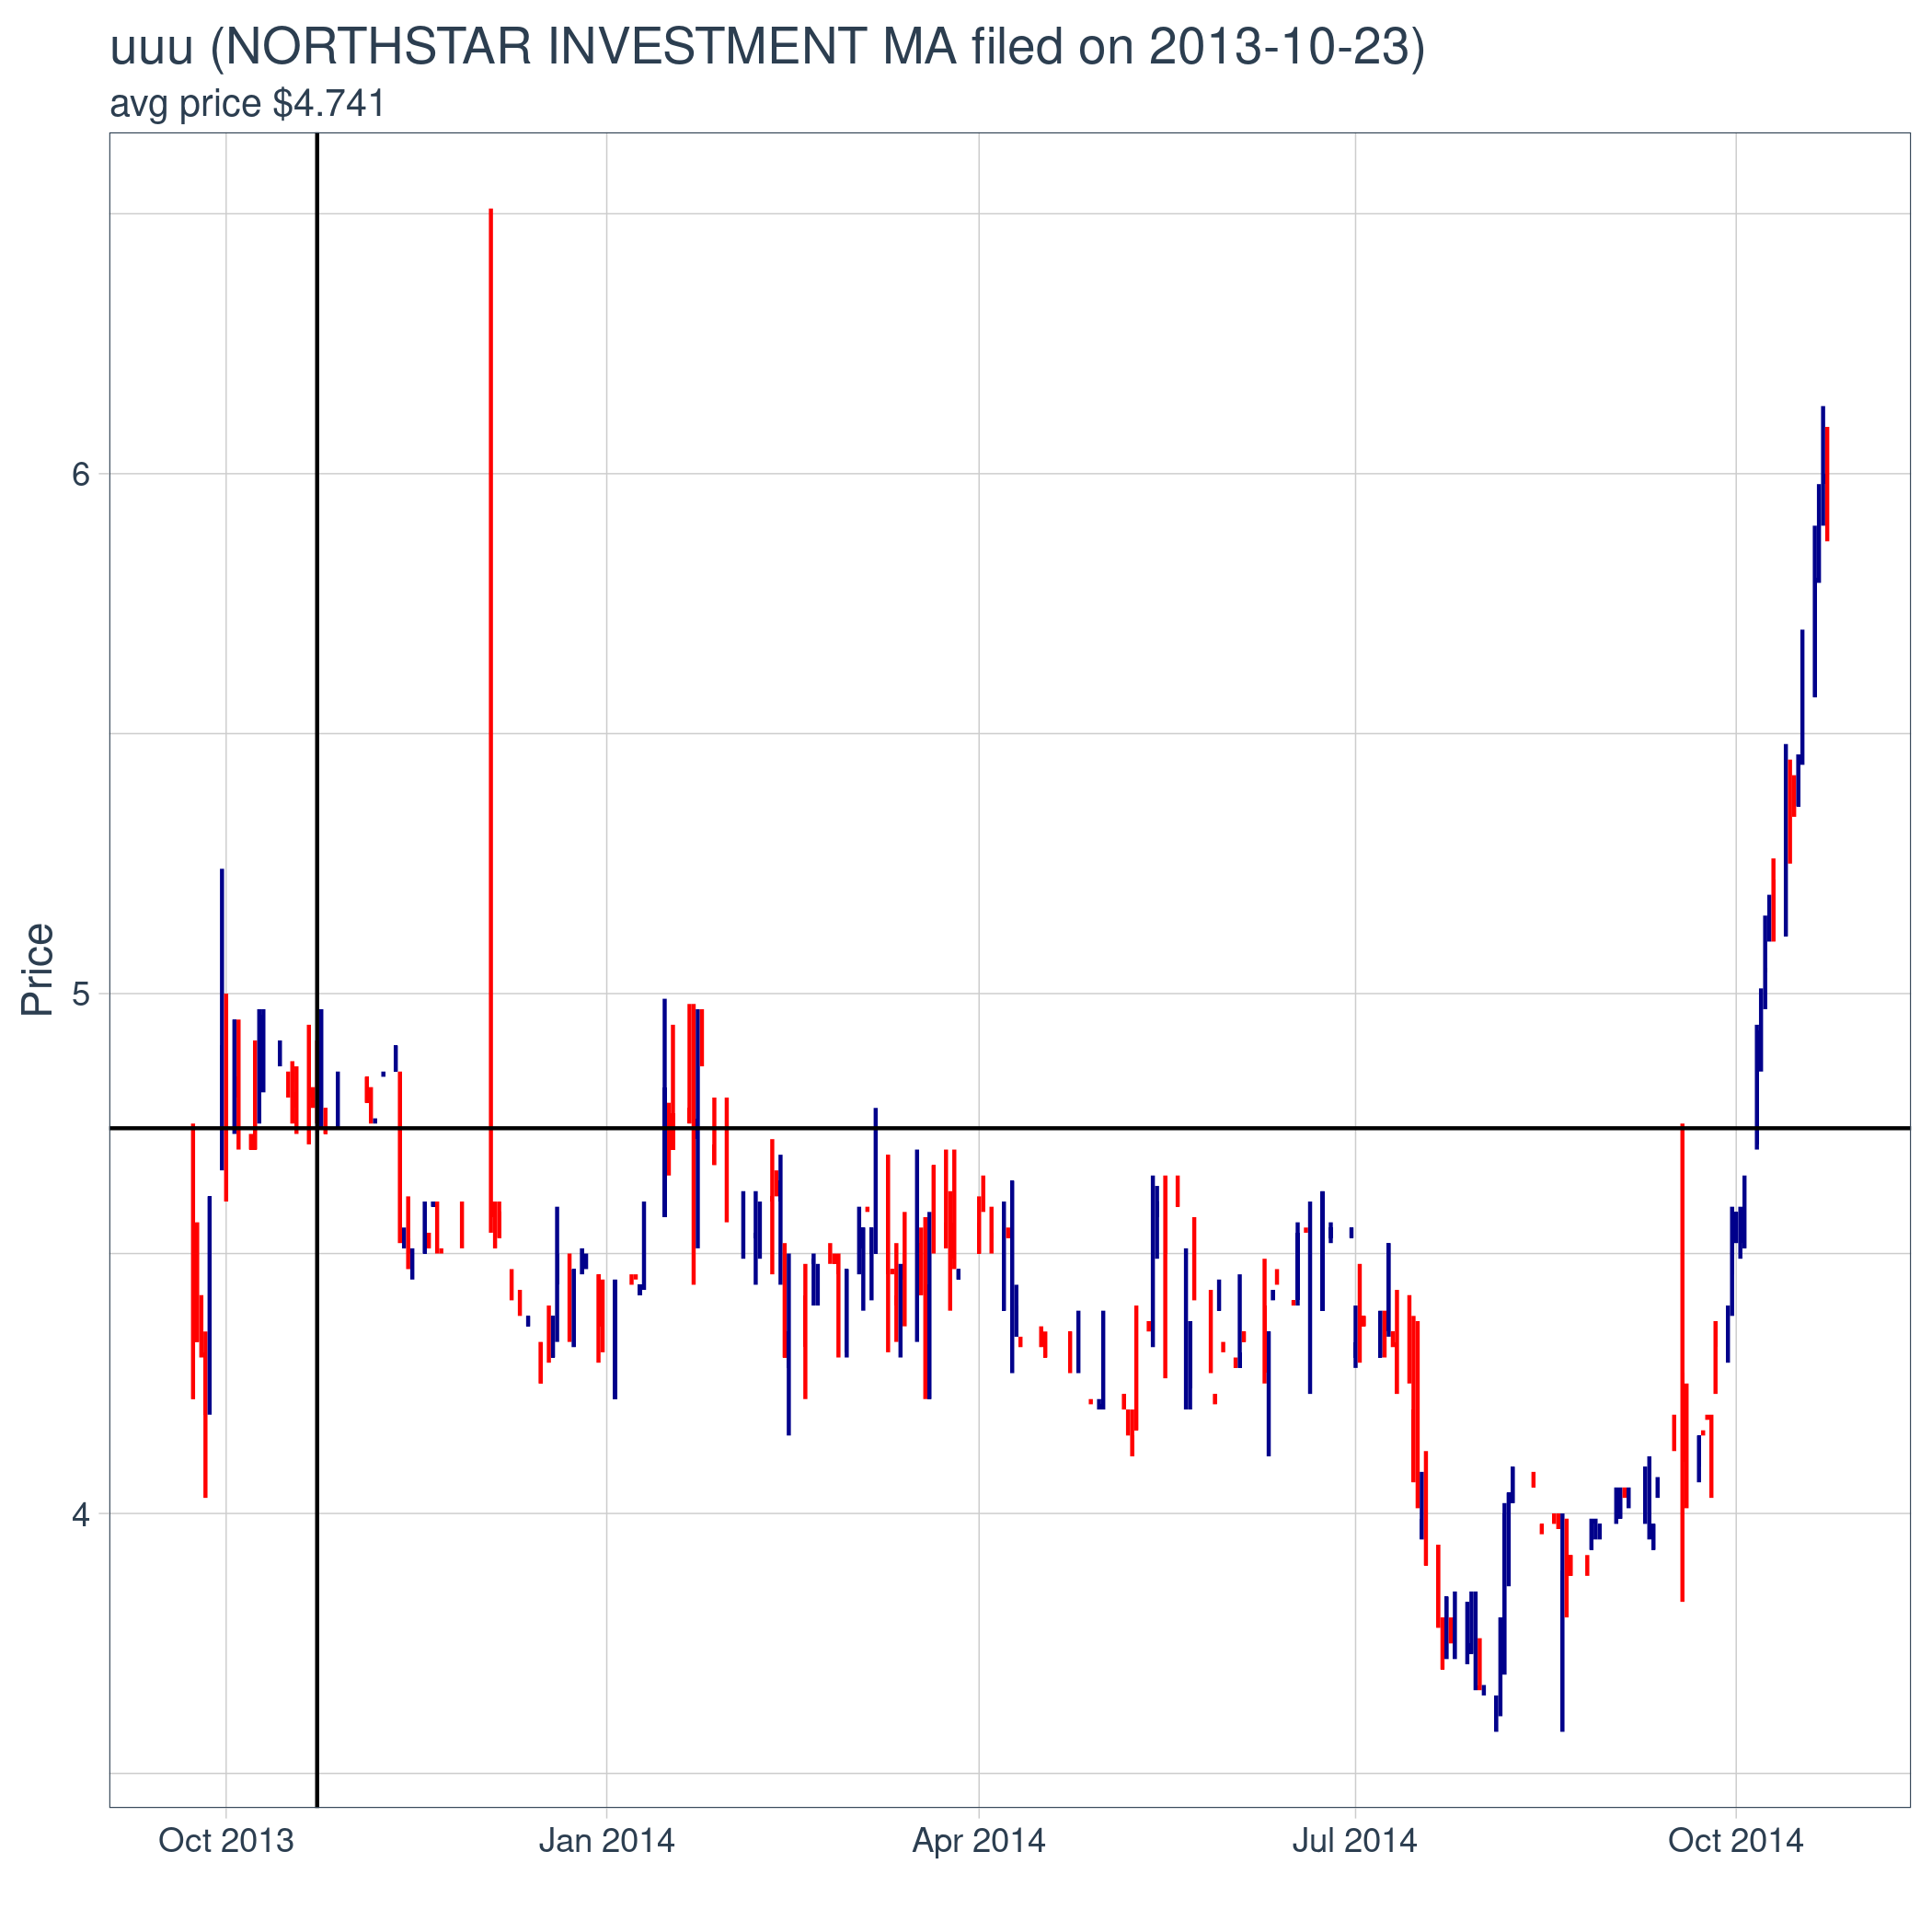 uuu (NORTHSTAR INVESTMENT MA filed on 2013-10-23)
avg price $4.741
6
5
4
Price
Oct 2013
Jan 2014
Apr 2014
Jul 2014
Oct 2014